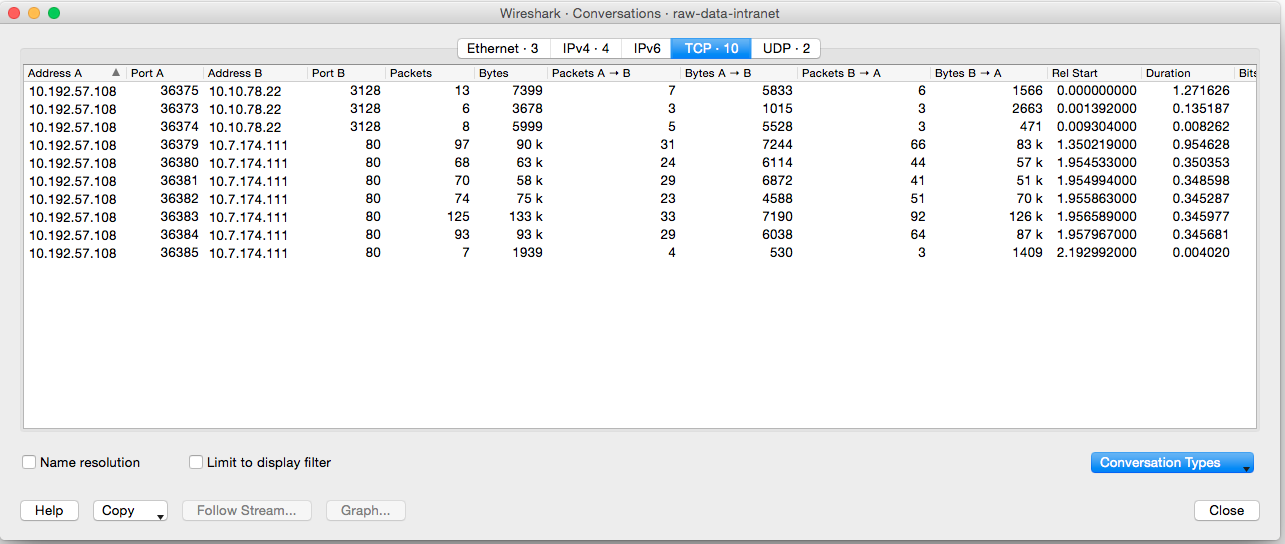 Wireshark · Conversations · raw-data-intranet
Ethernet · 3 IPv4 · 4 IPv6 TCP · 10 UDP · 2
Address A ▲ Port A Address B Port B Packets Bytes Packets A → B Bytes A → B Packets B → A Bytes B → A Rel Start Duration Bits
10.192.57.108 36375 10.10.78.22 3128 13 7399 7 5833 6 1566 0.000000000 1.271626
10.192.57.108 36373 10.10.78.22 3128 6 3678 3 1015 3 2663 0.001392000 0.135187
10.192.57.108 36374 10.10.78.22 3128 8 5999 5 5528 3 471 0.009304000 0.008262
10.192.57.108 36379 10.7.174.111 80 97 90 k 31 7244 66 83 k 1.350219000 0.954628
10.192.57.108 36380 10.7.174.111 80 68 63 k 24 6114 44 57 k 1.954533000 0.350353
10.192.57.108 36381 10.7.174.111 80 70 58 k 29 6872 41 51 k 1.954994000 0.348598
10.192.57.108 36382 10.7.174.111 80 74 75 k 23 4588 51 70 k 1.955863000 0.345287
10.192.57.108 36383 10.7.174.111 80 125 133 k 33 7190 92 126 k 1.956589000 0.345977
10.192.57.108 36384 10.7.174.111 80 93 93 k 29 6038 64 87 k 1.957967000 0.345681
10.192.57.108 36385 10.7.174.111 80 7 1939 4 530 3 1409 2.192992000 0.004020
Name resolution Limit to display filter Conversation Types
Help Copy Follow Stream... Graph... Close